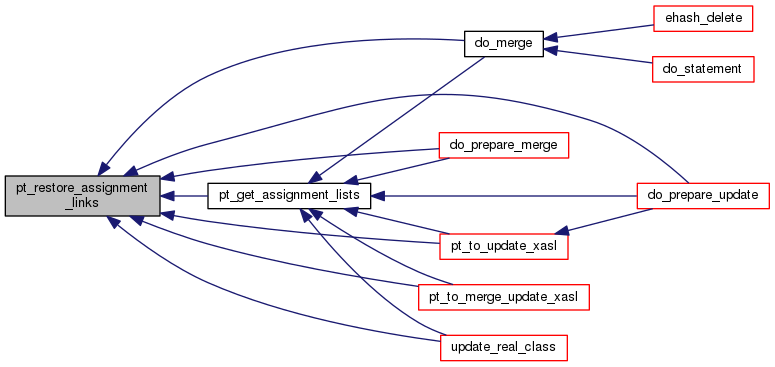 ehash_delete
do_merge
do_statement
do_prepare_merge
pt_restore_assignment
_links
pt_get_assignment_lists
do_prepare_update
pt_to_update_xasl
pt_to_merge_update_xasl
update_real_class